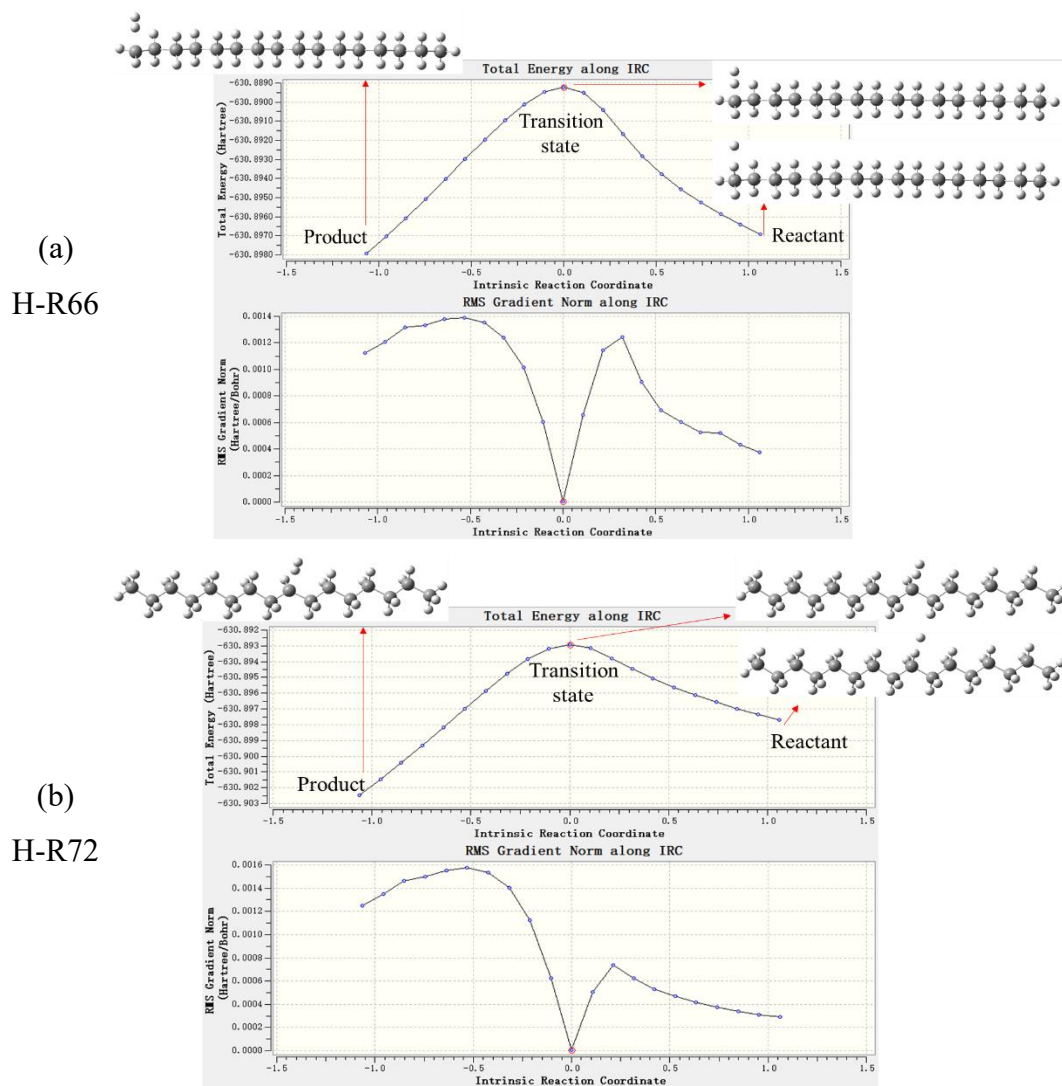 Total Energy along IRC
Total Energy (Hartree)
-630.8890
-630.8900
-630.8910
-630.8920
-630.8930
-630.8940
-630.8950
-630.8960
-630.8970
-630.8980
Transition
state
Product
Reactant
-1.5 -1.0 -0.5 0.0 0.5 1.0 1.5
Intrinsic Reaction Coordinate
(a)
H-R66
RMS Gradient Norm along IRC
RMS Gradient Norm
(Hartree/Bohr)
0.0014
0.0012
0.0010
0.0008
0.0006
0.0004
0.0002
0.0000
-1.5 -1.0 -0.5 0.0 0.5 1.0 1.5
Intrinsic Reaction Coordinate
Total Energy along IRC
Total Energy (Hartree)
-630.892
-630.893
-630.894
-630.895
-630.896
-630.897
-630.898
-630.899
-630.900
-630.901
-630.902
-630.903
Transition
state
Product
Reactant
-1.5 -1.0 -0.5 0.0 0.5 1.0 1.5
Intrinsic Reaction Coordinate
(b)
H-R72
RMS Gradient Norm along IRC
RMS Gradient Norm
(Hartree/Bohr)
0.0016
0.0014
0.0012
0.0010
0.0008
0.0006
0.0004
0.0002
0.0000
-1.5 -1.0 -0.5 0.0 0.5 1.0 1.5
Intrinsic Reaction Coordinate